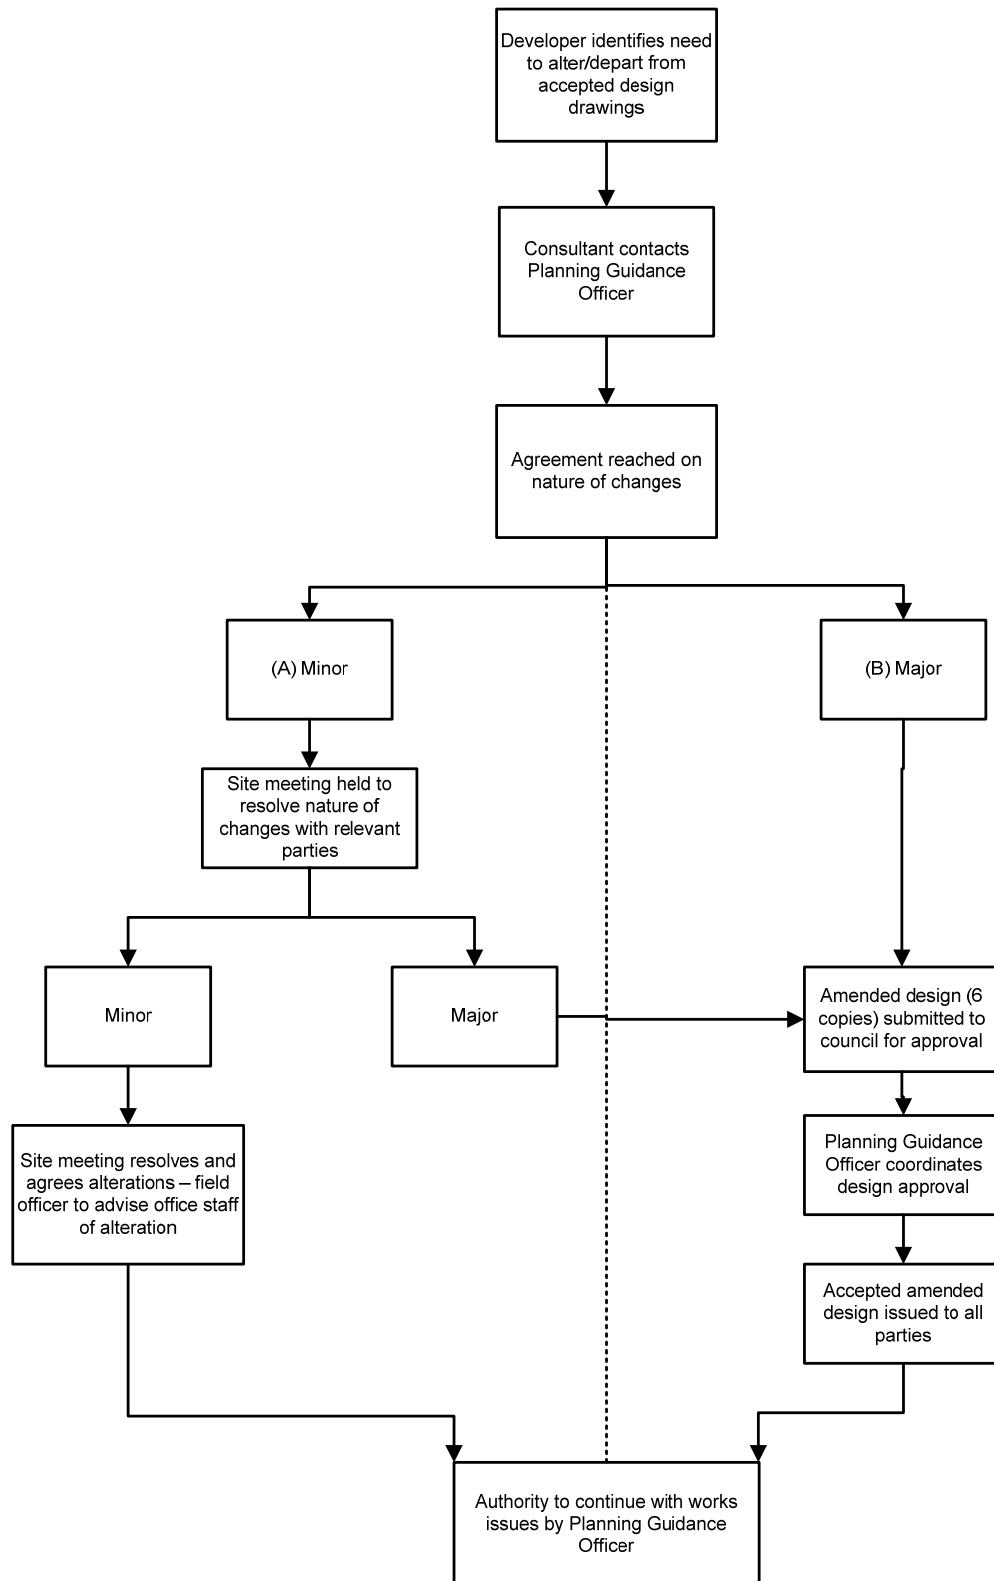 Developer identifies need
to alter/depart from
accepted design
drawings
Consultant contacts
Planning Guidance
Officer
Agreement reached on
nature of changes
(A) Minor
(B) Major
Site meeting held to
resolve nature of
changes with relevant
parties
Minor
Major
Amended design (6
copies) submitted to
council for approval
Site meeting resolves and
agrees alterations – field
officer to advise office staff
of alteration
Planning Guidance
Officer coordinates
design approval
Accepted amended
design issued to all
parties
Authority to continue with works
issues by Planning Guidance
Officer